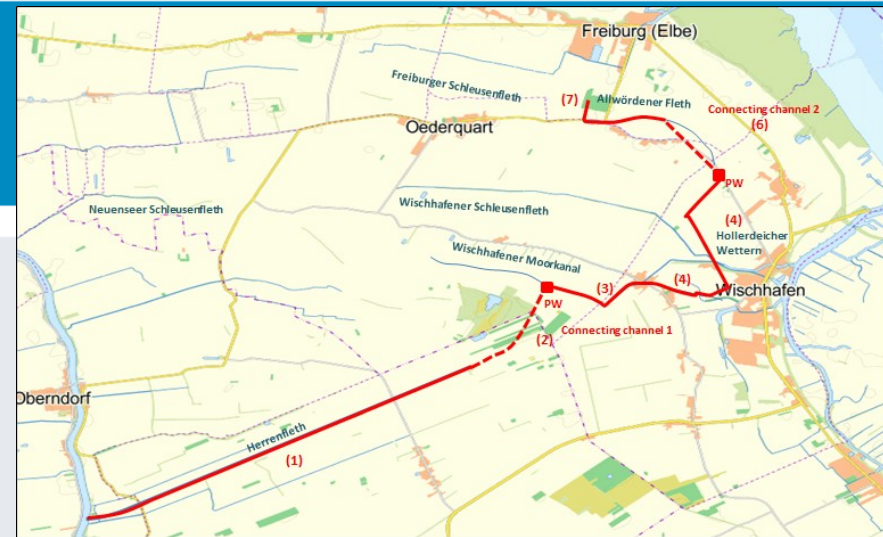 Freiburg (Elbe)
Freiburger Schleusenfleth
(7)
Allwördener Fleth
Connecting channel 2
(6)
Oederquart
PW
Neuenseer Schleusenfleth
Wischhafener Schleusenfleth
(4)
Hollerdeicher
Wettern
Wischhafener Moorkanal
(3)
(4)
Wischhafen
PW
(2)
Connecting channel 1
Oberndorf
Herrenfleth
(1)